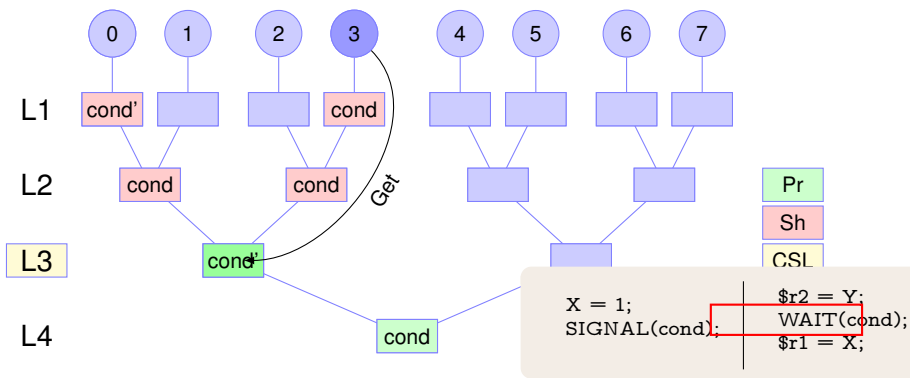 0 1 2 3 4 5 6 7
L1 cond' cond
L2 cond cond Pr
Get
Sh
L3 cond' CSL
X = 1; $r2 = Y;
SIGNAL(cond); WAIT(cond);
L4 cond $r1 = X;